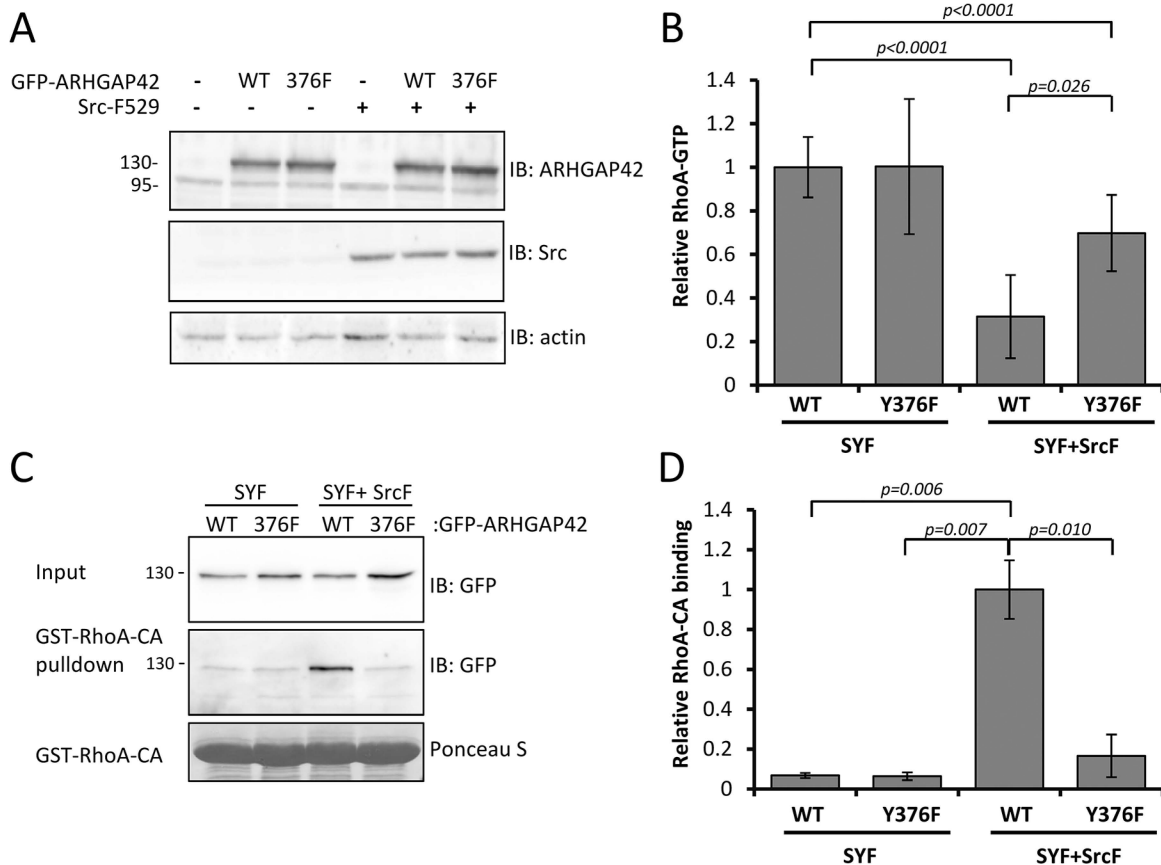 A
GFP-ARHGAP42 - WT 376F - WT 376F
Src-F529 - - - + + +
130-
95-
IB: ARHGAP42
IB: Src
IB: actin
B
p<0.0001
p<0.0001
p=0.026
Relative RhoA-GTP
1.4
1.2
1
0.8
0.6
0.4
0.2
0
WT Y376F WT Y376F
SYF SYF+SrcF
C
SYF SYF+ SrcF
WT 376F WT 376F :GFP-ARHGAP42
Input 130 - IB: GFP
GST-RhoA-CA
pulldown 130 - IB: GFP
GST-RhoA-CA Ponceau S
D
p=0.006
p=0.007 p=0.010
Relative RhoA-CA binding
1.4
1.2
1
0.8
0.6
0.4
0.2
0
WT Y376F WT Y376F
SYF SYF+SrcF